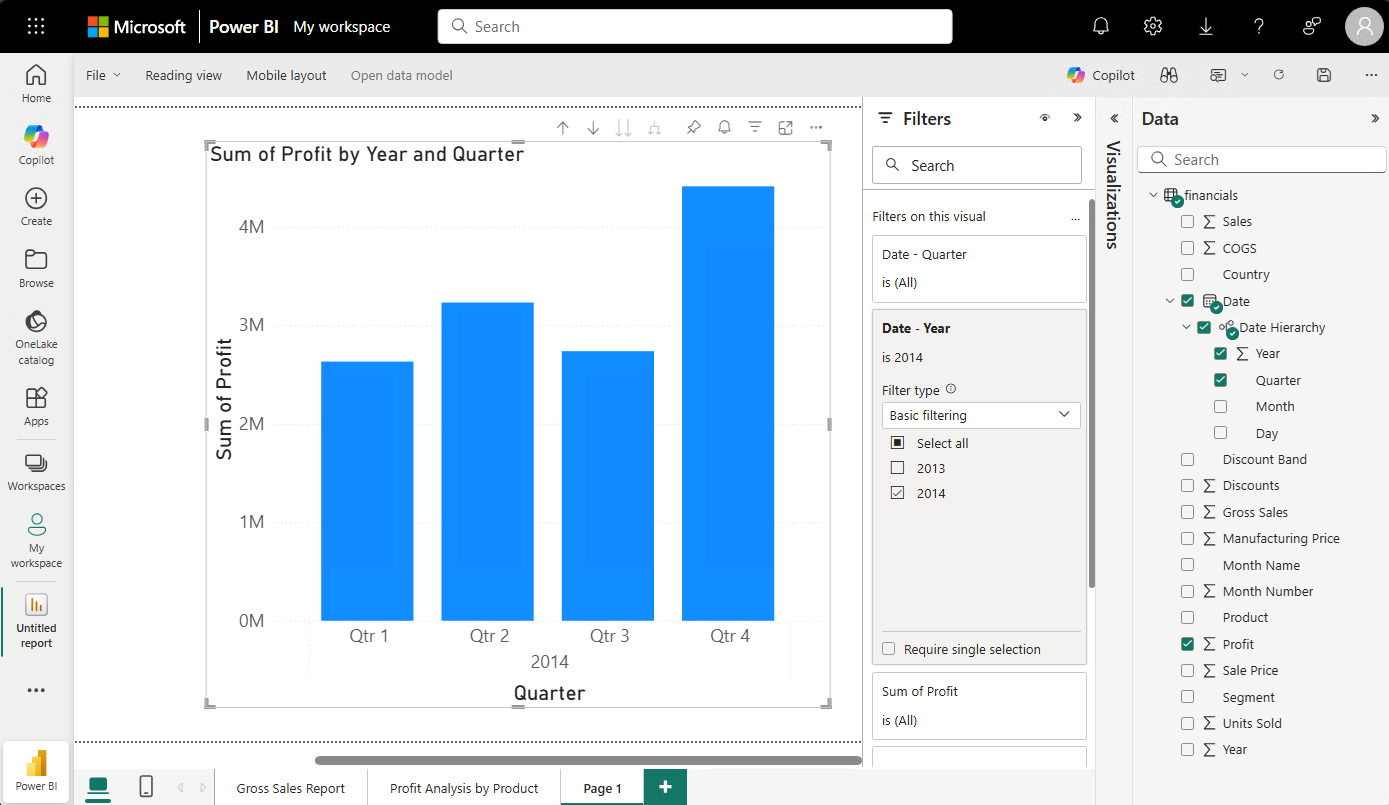 Microsoft
Power BI
My workspace
Search
File
Reading view
Mobile layout
Open data model
Copilot
Home
Copilot
Create
Browse
OneLake
catalog
Apps
Workspaces
My
workspace
Untitled
report
Power BI
Sum of Profit by Year and Quarter
4M
3M
2M
1M
0M
Sum of Profit
Qtr 1
Qtr 2
Qtr 3
Qtr 4
2014
Quarter
Filters
Search
Filters on this visual
Date - Quarter
is (All)
Date - Year
is 2014
Filter type
Basic filtering
Select all
2013
2014
Require single selection
Sum of Profit
is (All)
Visualizations
Data
Search
financials
Sales
COGS
Country
Date
Date Hierarchy
Year
Quarter
Month
Day
Discount Band
Discounts
Gross Sales
Manufacturing Price
Month Name
Month Number
Product
Profit
Sale Price
Segment
Units Sold
Year
Gross Sales Report
Profit Analysis by Product
Page 1